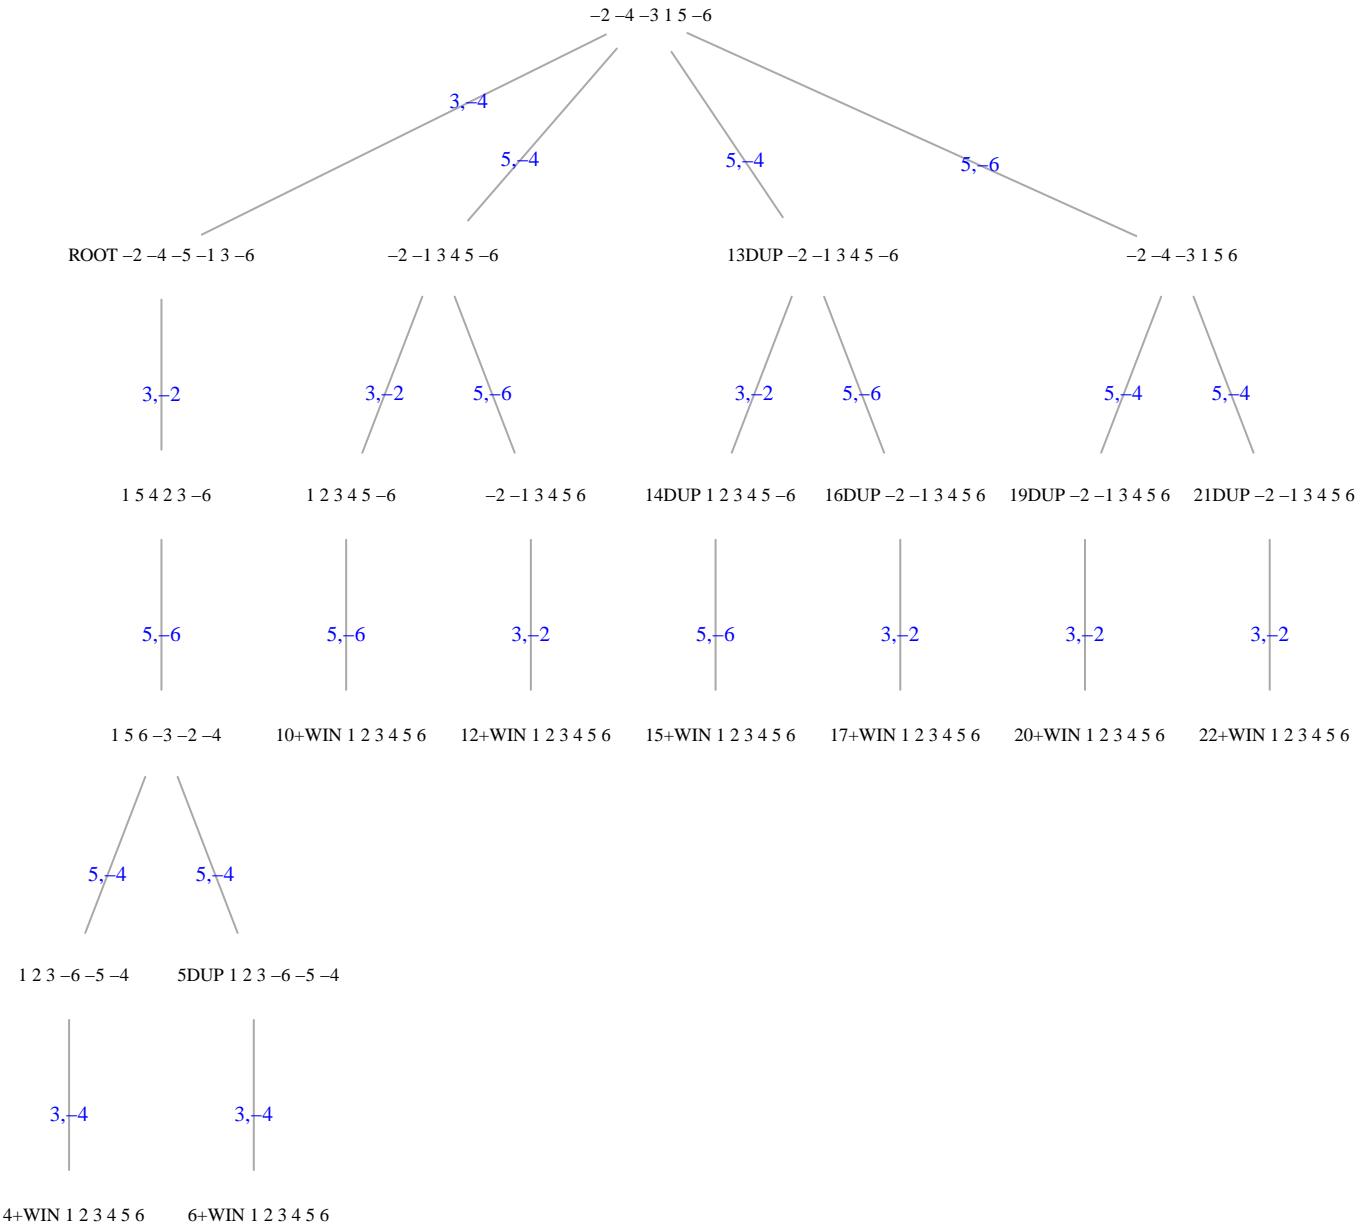 –2 –4 –3 1 5 –6
3,–4
5,–4
5,–4
5,–6
ROOT –2 –4 –5 –1 3 –6
–2 –1 3 4 5 –6
13DUP –2 –1 3 4 5 –6
–2 –4 –3 1 5 6
3,–2
3,–2
5,–6
3,–2
5,–6
5,–4
5,–4
1 5 4 2 3 –6
1 2 3 4 5 –6
–2 –1 3 4 5 6
14DUP 1 2 3 4 5 –6
16DUP –2 –1 3 4 5 6
19DUP –2 –1 3 4 5 6
21DUP –2 –1 3 4 5 6
5,–6
5,–6
3,–2
5,–6
3,–2
3,–2
3,–2
1 5 6 –3 –2 –4
10+WIN 1 2 3 4 5 6
12+WIN 1 2 3 4 5 6
15+WIN 1 2 3 4 5 6
17+WIN 1 2 3 4 5 6
20+WIN 1 2 3 4 5 6
22+WIN 1 2 3 4 5 6
5,–4
5,–4
1 2 3 –6 –5 –4
5DUP 1 2 3 –6 –5 –4
3,–4
3,–4
4+WIN 1 2 3 4 5 6
6+WIN 1 2 3 4 5 6